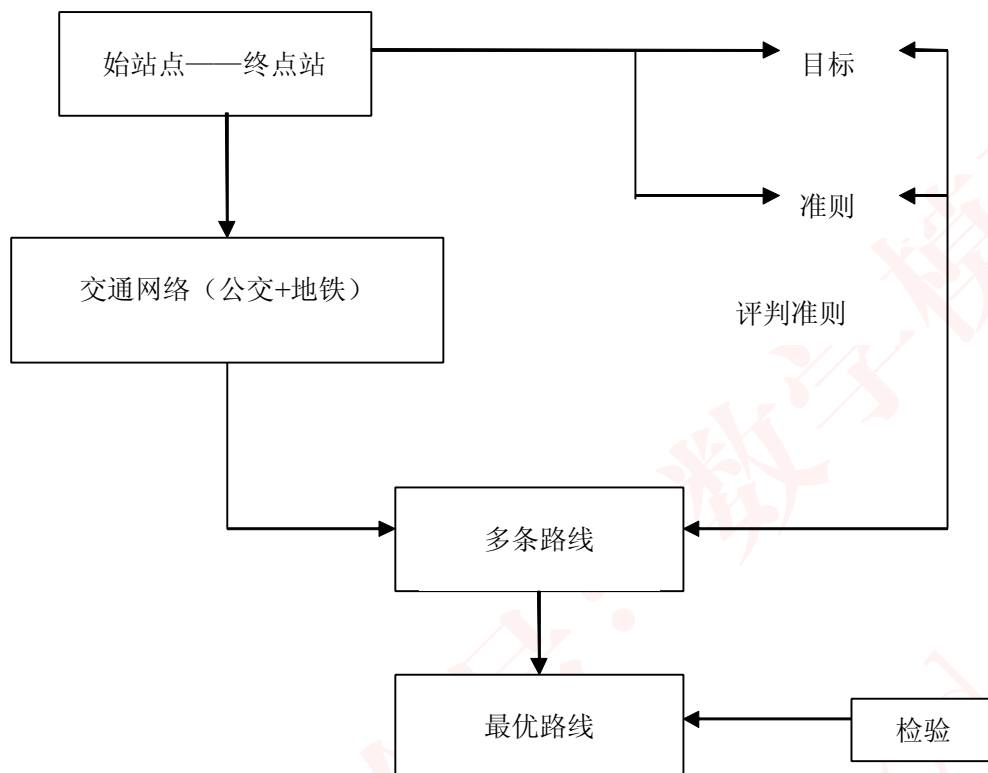 始站点——终点站
目标
准则
交通网络（公交+地铁）
评判准则
多条路线
最优路线
检验